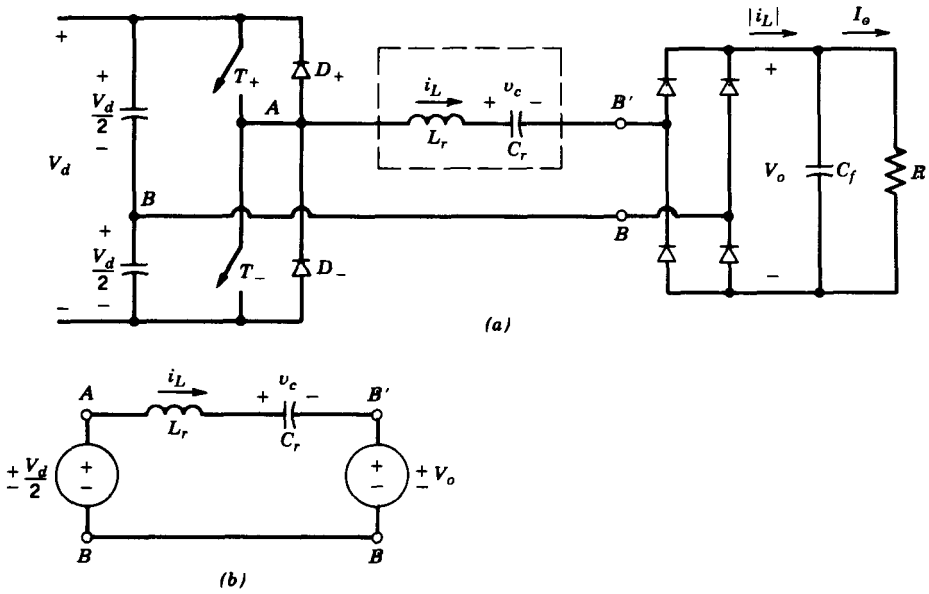 +
+
V_d/2
−
V_d
B
+
V_d/2
−
−
T_+
D_+
A
T_−
D_−
i_L
+ v_c −
L_r
C_r
B′
B
|i_L|
I_o
+
V_o
−
C_f
R
(a)
A
i_L
+ v_c −
B′
L_r
C_r
± V_d/2
+
−
+
−
± V_o
B
B
(b)